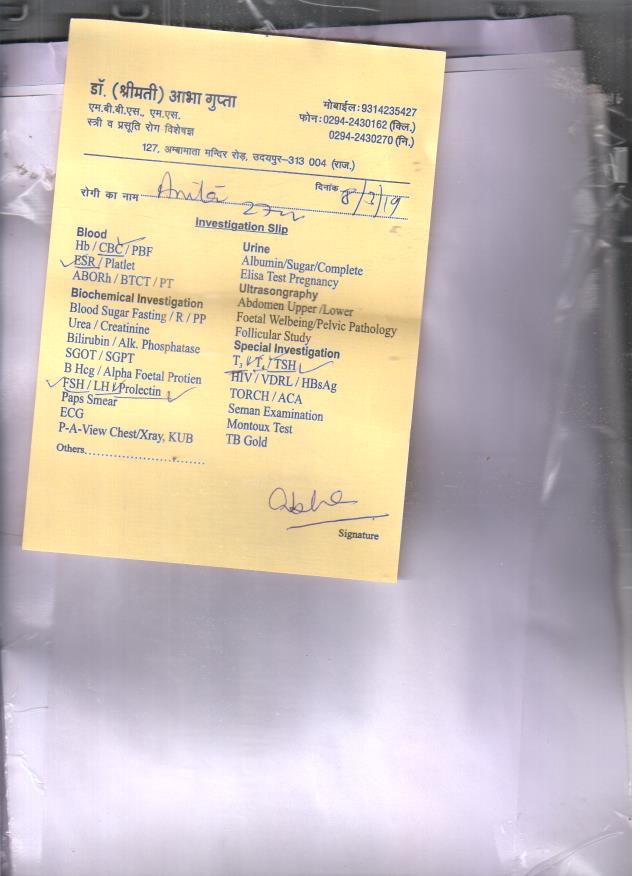 डॉ. (श्रीमती) आभा गुप्ता
एम.बी.बी.एस., एम.एस.
स्त्री व प्रसूति रोग विशेषज्ञ
मोबाईल : 9314235427
फोन : 0294-2430162 (क्लि.)
0294-2430270 (नि.)
127, अम्बामाता मन्दिर रोड़, उदयपुर-313 004 (राज.)
रोगी का नाम Anita दिनांक 8/3/19
Investigation Slip
Blood
Hb / CBC / PBF
ESR / Platlet
ABORh / BTCT / PT
Biochemical Investigation
Blood Sugar Fasting / R / PP
Urea / Creatinine
Bilirubin / Alk. Phosphatase
SGOT / SGPT
B Hcg / Alpha Foetal Protien
FSH / LH / Prolectin
Paps Smear
ECG
P-A-View Chest/Xray, KUB
Others
Urine
Albumin/Sugar/Complete
Elisa Test Pregnancy
Ultrasongraphy
Abdomen Upper /Lower
Foetal Welbeing/Pelvic Pathology
Follicular Study
Special Investigation
T3 / T4 / TSH
HIV / VDRL / HBsAg
TORCH / ACA
Seman Examination
Montoux Test
TB Gold
Signature